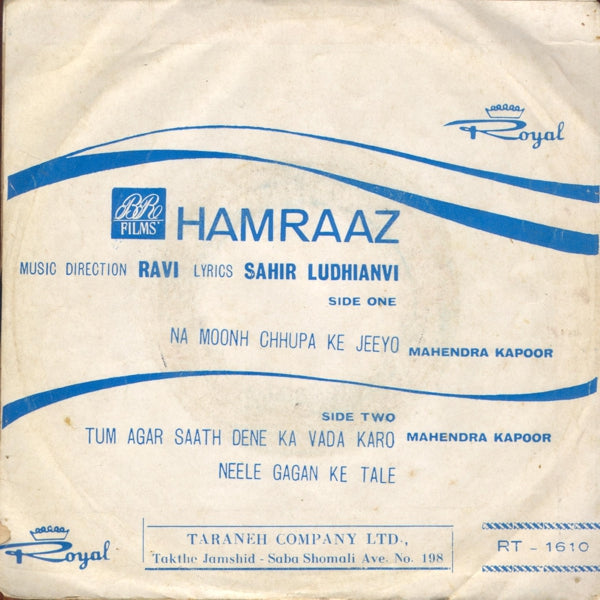 Royal
BR
FILMS
HAMRAAZ
MUSIC DIRECTION RAVI LYRICS SAHIR LUDHIANVI
SIDE ONE
NA MOONH CHHUPA KE JEEYO MAHENDRA KAPOOR
SIDE TWO
TUM AGAR SAATH DENE KA VADA KARO MAHENDRA KAPOOR
NEELE GAGAN KE TALE
Royal
TARANEH COMPANY LTD.,
Takthe Jamshid - Saba Shomali Ave. No. 198
RT - 1610